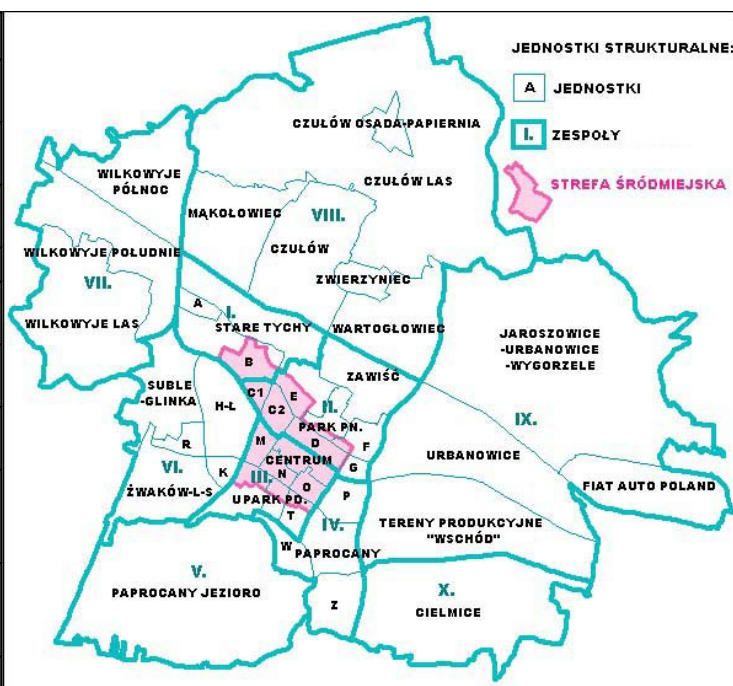 JEDNOSTKI STRUKTURALNE:
A JEDNOSTKI
I. ZESPOŁY
STREFA ŚRÓDMIEJSKA
CZUŁÓW OSADA-PAPIERNIA
WILKOWYJE
PÓŁNOC
CZUŁÓW LAS
MĄKOŁOWIEC
VIII.
CZUŁÓW
WILKOWYJE POŁUDNIE
VII.
ZWIERZYNIEC
A
I.
WILKOWYJE LAS
STARE TYCHY
WARTOGŁOWIEC
JAROSZOWICE
-URBANOWICE
-WYGORZELE
B
ZAWIŚĆ
SUBLE
-GLINKA
H-Ł
C1
E
C2
II.
IX.
PARK PN.
R
M
D
F
CENTRUM
URBANOWICE
G
VI.
K
III.
N
O
FIAT AUTO POLAND
ŻWAKÓW-L-S
UPARK PD.
P
T
IV.
TERENY PRODUKCYJNE
"WSCHÓD"
W
PAPROCANY
V.
PAPROCANY JEZIORO
Z
X.
CIELMICE